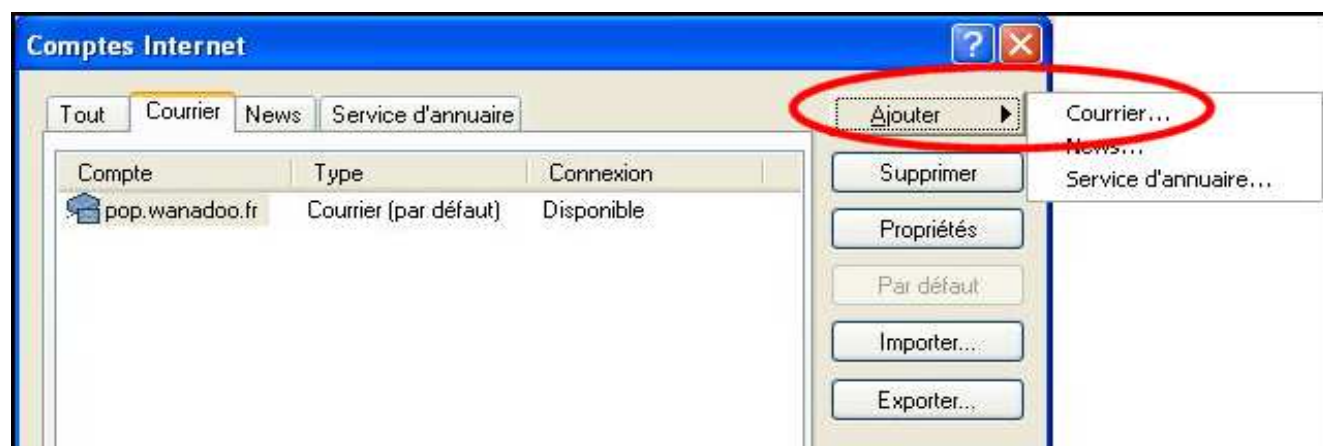 Comptes Internet
Tout Courrier News Service d'annuaire
Ajouter
Courrier...
News...
Service d'annuaire...
Compte Type Connexion
pop.wanadoo.fr Courrier (par défaut) Disponible
Supprimer
Propriétés
Par défaut
Importer...
Exporter...